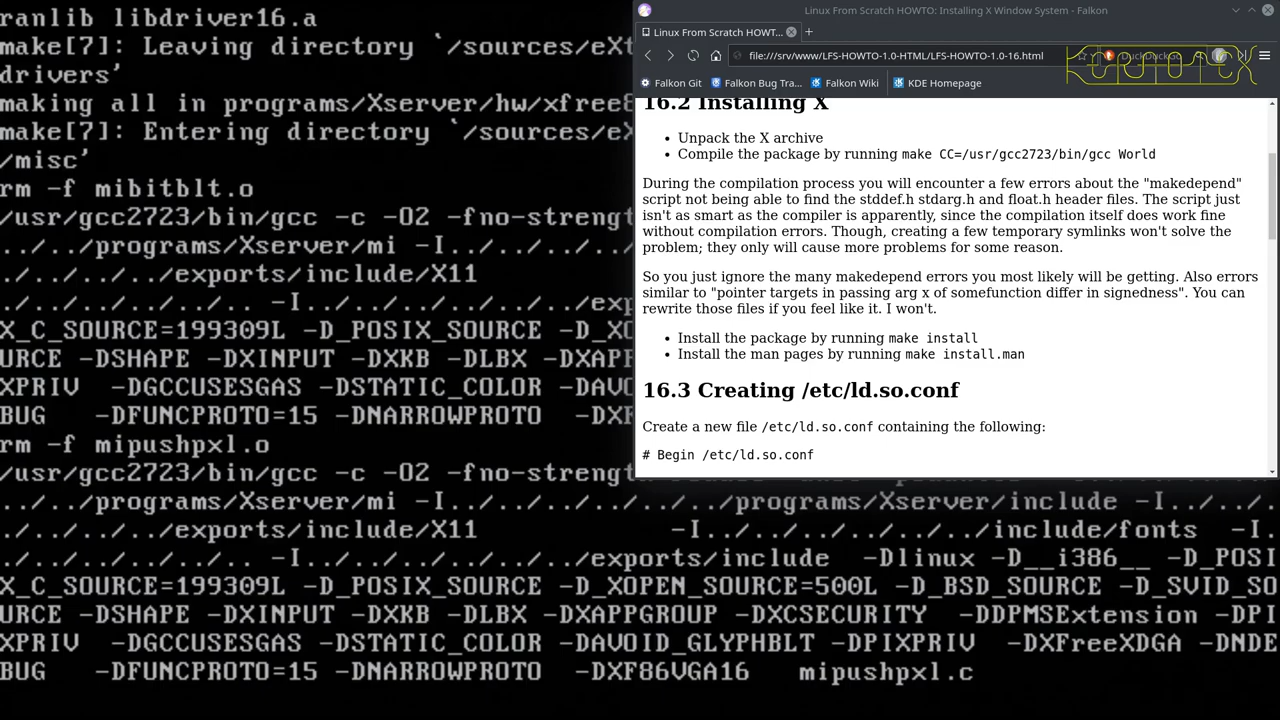 ranlib libdriver16.a
make[7]: Leaving directory `/sources/eXt
drivers'
making all in programs/Xserver/hw/xfree8
make[7]: Entering directory `/sources/eX
/misc'
rm -f mibitblt.o
/usr/gcc2723/bin/gcc -c -O2 -fno-strengt
../../programs/Xserver/mi -I../../../..
../../../exports/include/X11
../../../../.. -I../../../../../../exp
X_C_SOURCE=199309L -D_POSIX_SOURCE -D_XO
URCE -DSHAPE -DXINPUT -DXKB -DLBX -DXAPP
XPRIV -DGCCUSESGAS -DSTATIC_COLOR -DAVO
BUG -DFUNCPROTO=15 -DNARROWPROTO -DXF
rm -f mipushpxl.o
/usr/gcc2723/bin/gcc -c -O2 -fno-strengt
../../programs/Xserver/mi -I../../../../../programs/Xserver/include -I../../..
../../../exports/include/X11 -I../../../../../../include/fonts -I..
../../../../.. -I../../../../../../exports/include -Dlinux -D__i386__ -D_POSI
X_C_SOURCE=199309L -D_POSIX_SOURCE -D_XOPEN_SOURCE=500L -D_BSD_SOURCE -D_SVID_SO
URCE -DSHAPE -DXINPUT -DXKB -DLBX -DXAPPGROUP -DXCSECURITY -DDPMSExtension -DPI
XPRIV -DGCCUSESGAS -DSTATIC_COLOR -DAVOID_GLYPHBLT -DPIXPRIV -DXFreeXDGA -DNDE
BUG -DFUNCPROTO=15 -DNARROWPROTO -DXF86VGA16 mipushpxl.c
Linux From Scratch HOWTO: Installing X Window System - Falkon
Linux From Scratch HOWT...
file:///srv/www/LFS-HOWTO-1.0-HTML/LFS-HOWTO-1.0-16.html
Falkon Git Falkon Bug Tra... Falkon Wiki KDE Homepage
16.2 Installing X
• Unpack the X archive
• Compile the package by running make CC=/usr/gcc2723/bin/gcc World
During the compilation process you will encounter a few errors about the "makedepend"
script not being able to find the stddef.h stdarg.h and float.h header files. The script just
isn't as smart as the compiler is apparently, since the compilation itself does work fine
without compilation errors. Though, creating a few temporary symlinks won't solve the
problem; they only will cause more problems for some reason.
So you just ignore the many makedepend errors you most likely will be getting. Also errors
similar to "pointer targets in passing arg x of somefunction differ in signedness". You can
rewrite those files if you feel like it. I won't.
• Install the package by running make install
• Install the man pages by running make install.man
16.3 Creating /etc/ld.so.conf
Create a new file /etc/ld.so.conf containing the following:
# Begin /etc/ld.so.conf